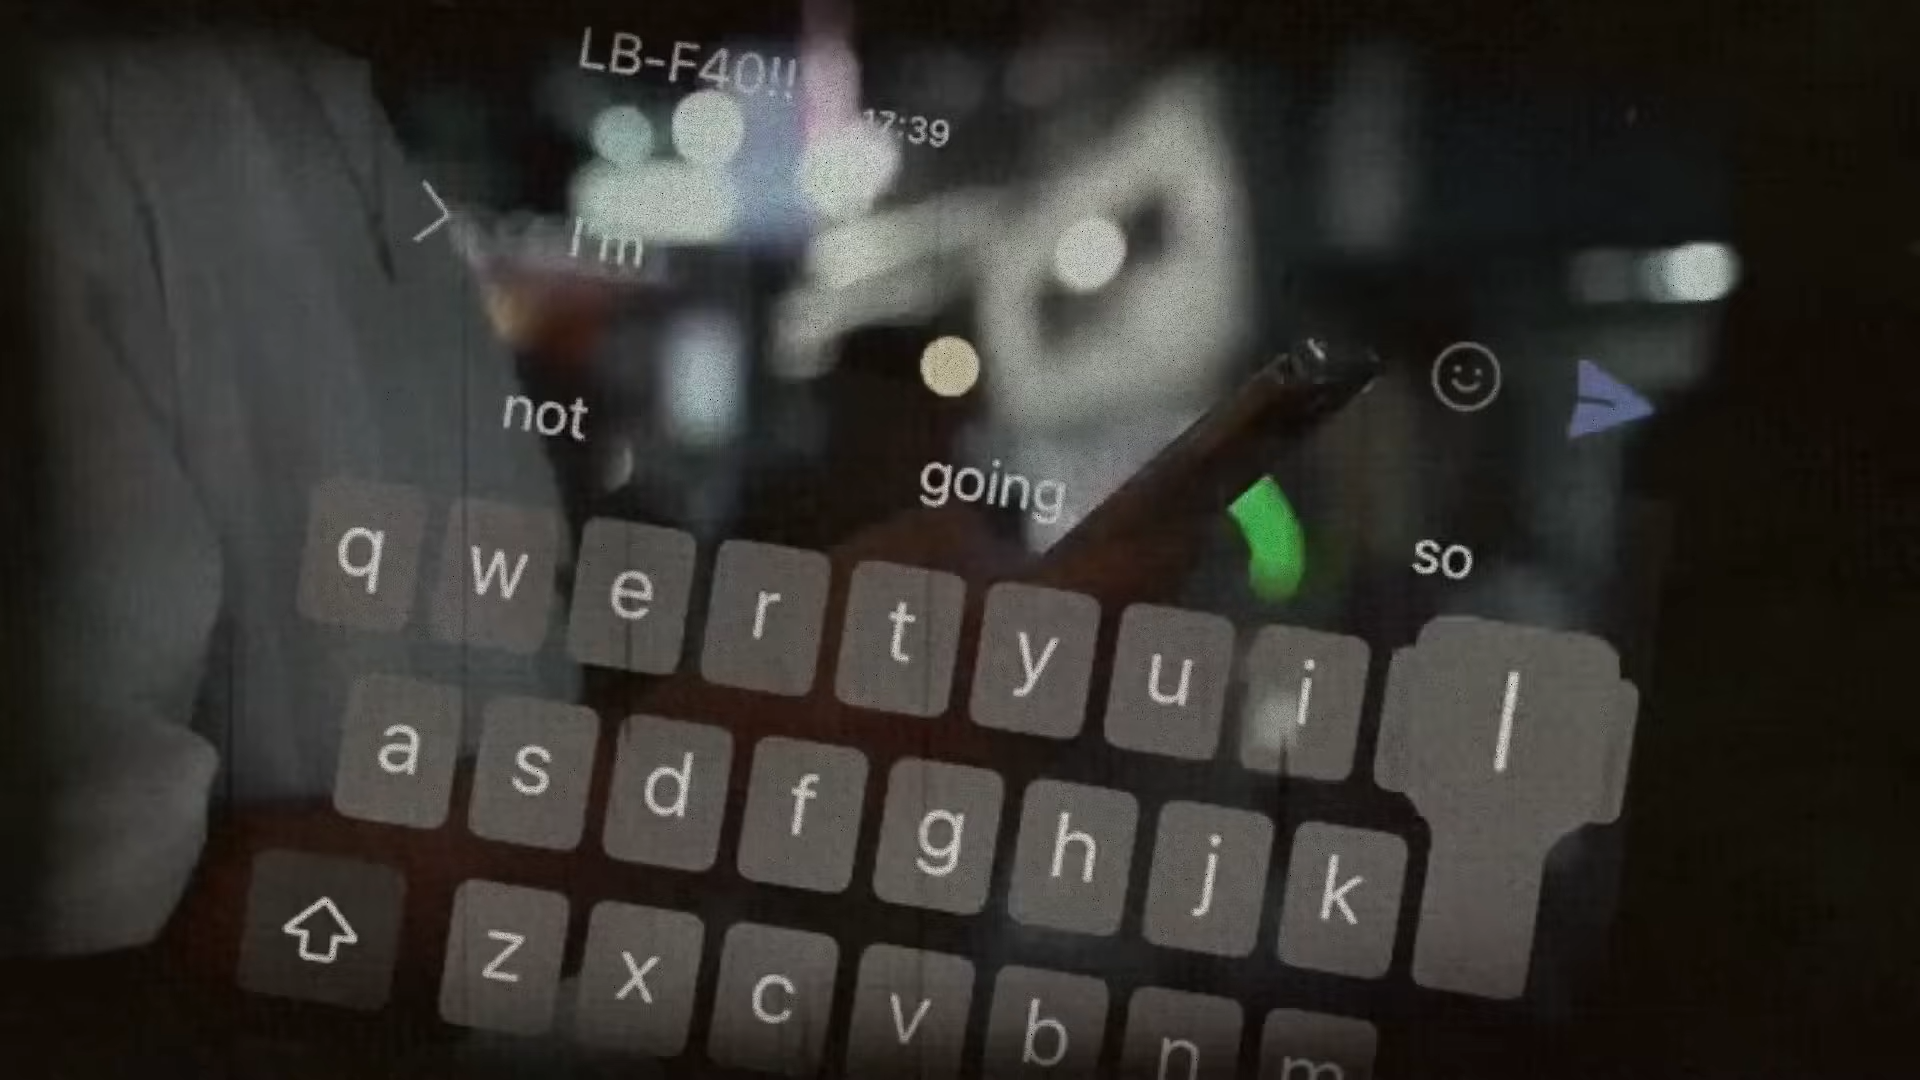 LB-F40!!
17:39
I'm
not going so
q w e r t y u i l
a s d f g h j k
z x c v b n m